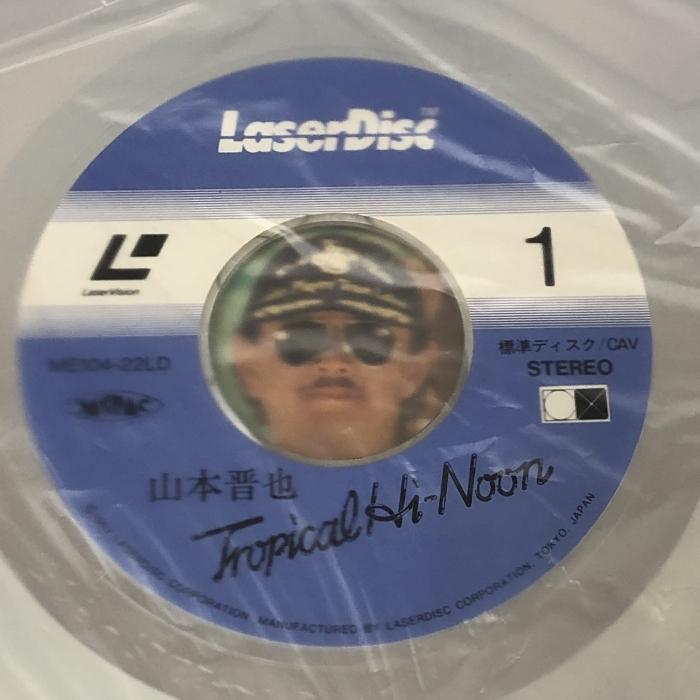 LaserDisc™
LaserVision
1
標準ディスク/CAV
STEREO
ME104-22LD
山本晋也
Tropical Hi-Noon
LASERDISC CORPORATION MANUFACTURED BY LASERDISC CORPORATION, TOKYO, JAPAN